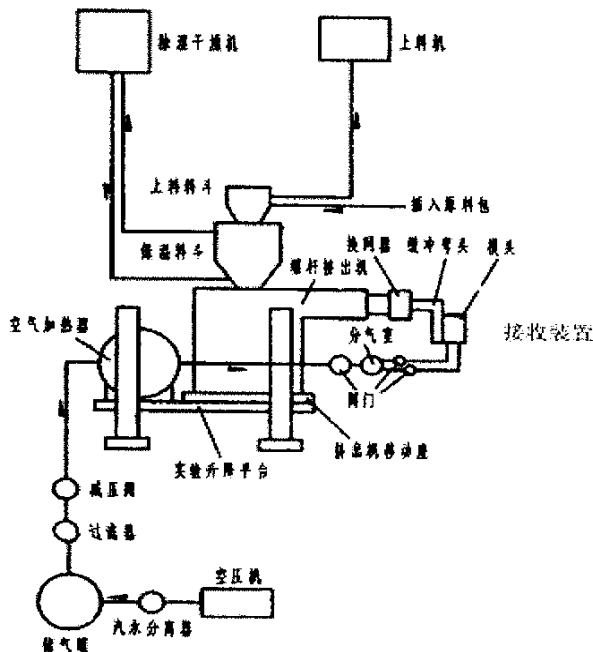 除湿干燥机
上料机
上料料斗
插入原料包
保温料斗
换网器
缓冷弯头
模头
螺杆挤出机
空气加热器
分气室
接收装置
阀门
挤出机移动座
实验升降平台
减压阀
过滤器
空压机
汽水分离器
储气罐